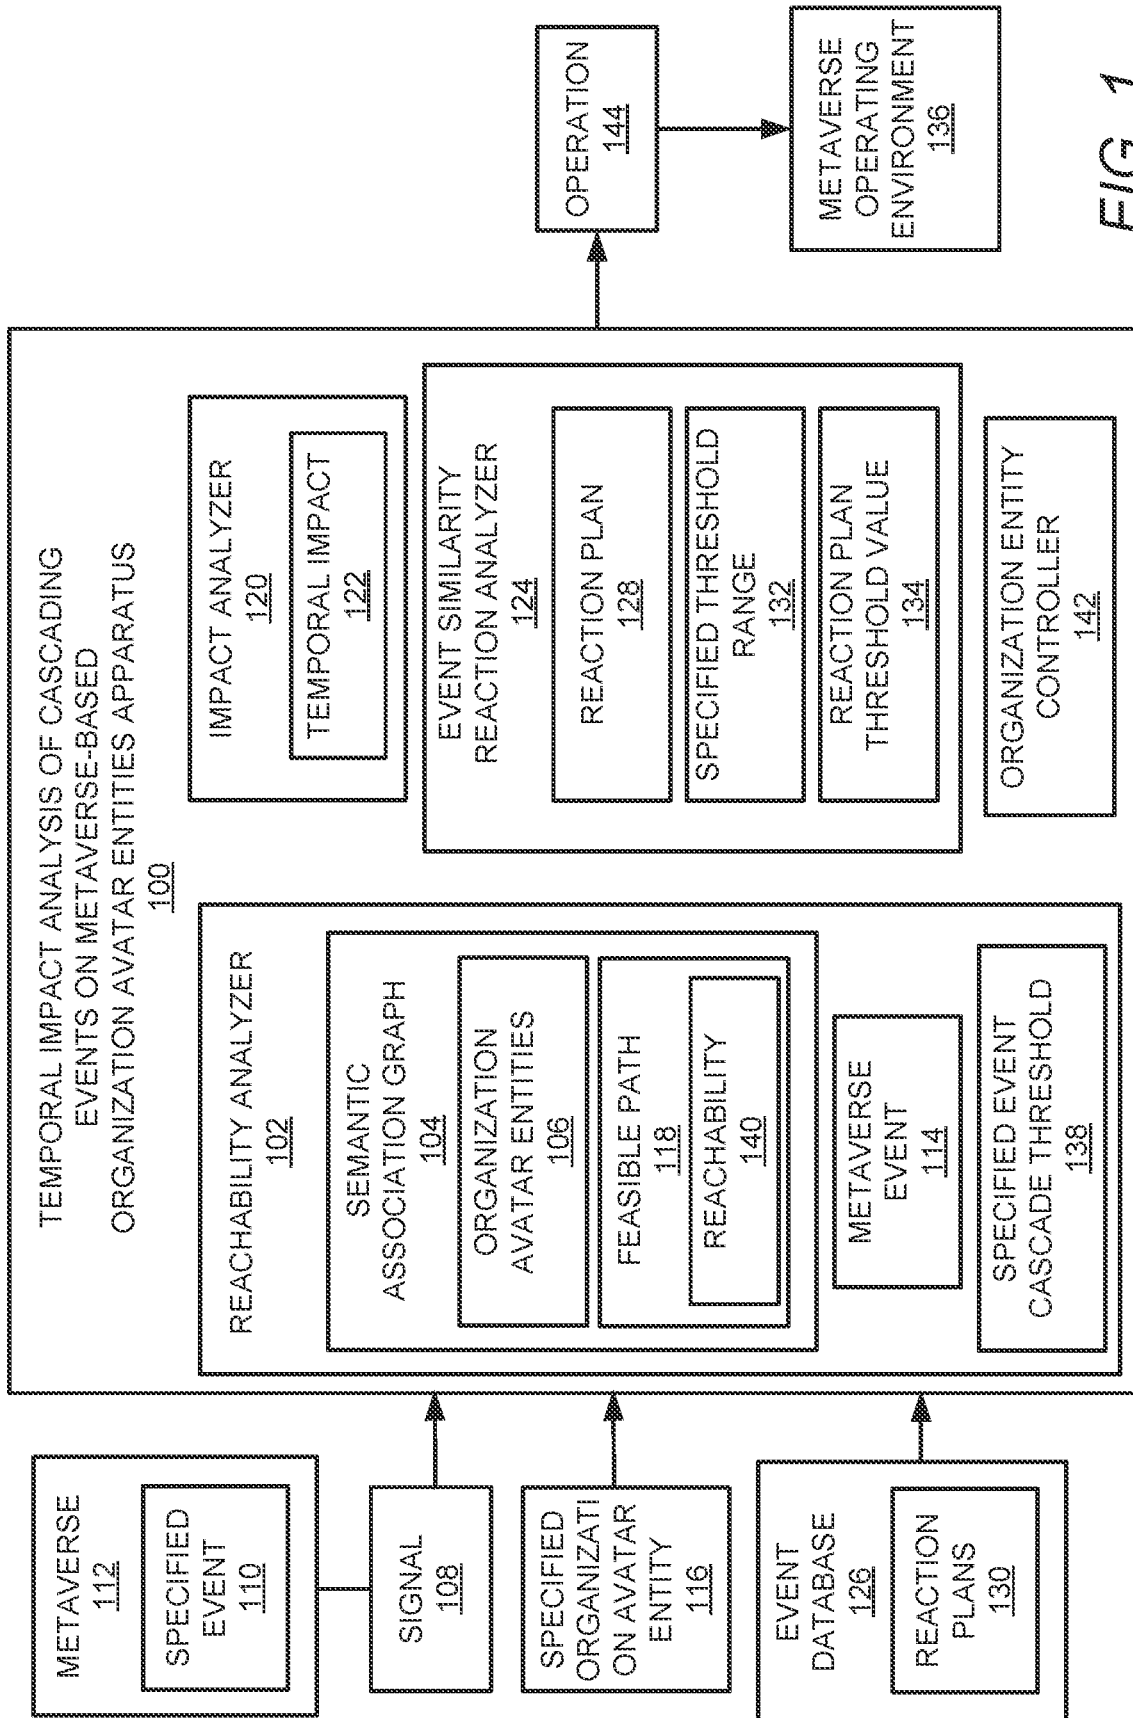 TEMPORAL IMPACT ANALYSIS OF CASCADING
EVENTS ON METAVERSE-BASED
ORGANIZATION AVATAR ENTITIES APPARATUS
100
METAVERSE
112
SPECIFIED
EVENT
110
SIGNAL
108
SPECIFIED
ORGANIZATI
ON AVATAR
ENTITY
116
EVENT
DATABASE
126
REACTION
PLANS
130
REACHABILITY ANALYZER
102
SEMANTIC
ASSOCIATION GRAPH
104
ORGANIZATION
AVATAR ENTITIES
106
FEASIBLE PATH
118
REACHABILITY
140
METAVERSE
EVENT
114
SPECIFIED EVENT
CASCADE THRESHOLD
138
IMPACT ANALYZER
120
TEMPORAL IMPACT
122
EVENT SIMILARITY
REACTION ANALYZER
124
REACTION PLAN
128
SPECIFIED THRESHOLD
RANGE
132
REACTION PLAN
THRESHOLD VALUE
134
ORGANIZATION ENTITY
CONTROLLER
142
OPERATION
144
METAVERSE
OPERATING
ENVIRONMENT
136
FIG. 1